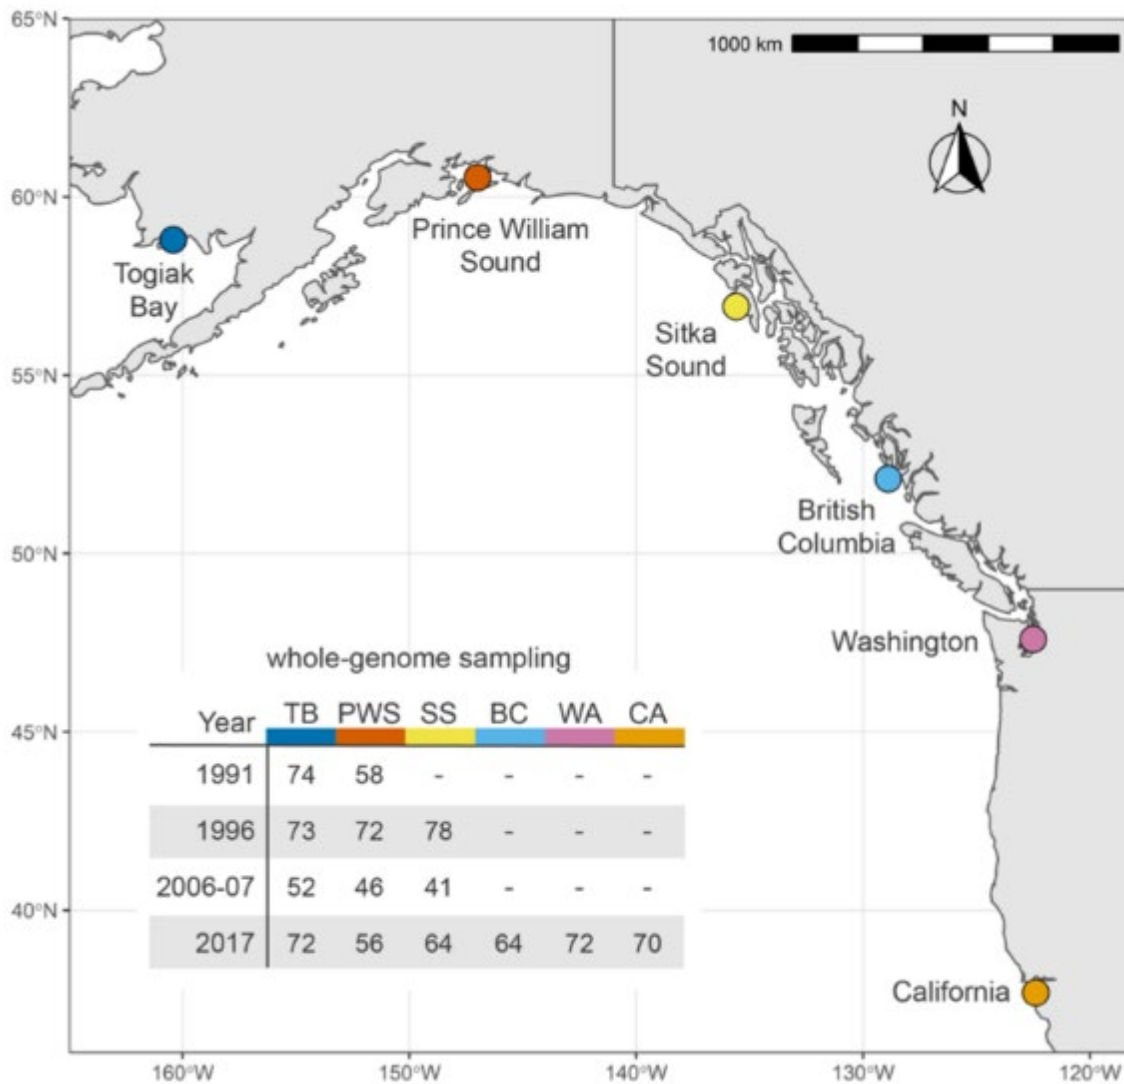 65°N
1000 km
N
60°N
Prince William
Sound
Togiak
Bay
Sitka
Sound
55°N
British
Columbia
50°N
Washington
whole-genome sampling
Year TB PWS SS BC WA CA
45°N
1991 74 58 - - - -
1996 73 72 78 - - -
2006-07 52 46 41 - - -
40°N
2017 72 56 64 64 72 70
California
160°W 150°W 140°W 130°W 120°W